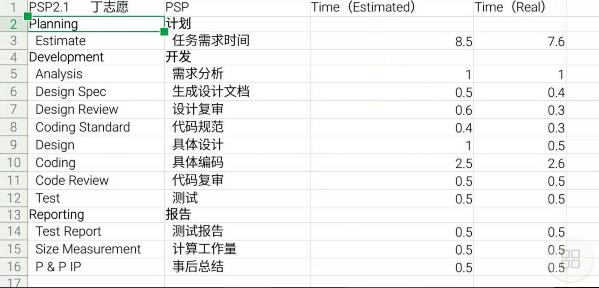 1 PSP2.1 丁志愿 PSP Time（Estimated） Time（Real）
2 Planning 计划
3 Estimate 任务需求时间 8.5 7.6
4 Development 开发
5 Analysis 需求分析 1 1
6 Design Spec 生成设计文档 0.5 0.4
7 Design Review 设计复审 0.6 0.3
8 Coding Standard 代码规范 0.4 0.3
9 Design 具体设计 1 0.5
10 Coding 具体编码 2.5 2.6
11 Code Review 代码复审 0.5 0.5
12 Test 测试 0.5 0.5
13 Reporting 报告
14 Test Report 测试报告 0.5 0.5
15 Size Measurement 计算工作量 0.5 0.5
16 P & P IP 事后总结 0.5 0.5
17